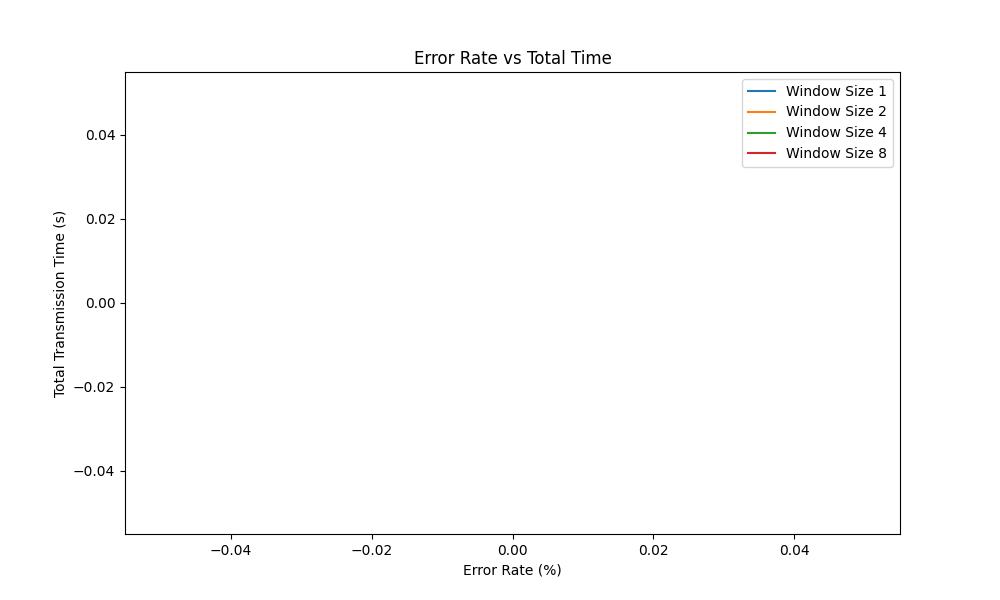 Error Rate vs Total Time
Window Size 1
Window Size 2
Window Size 4
Window Size 8
Total Transmission Time (s)
0.04
0.02
0.00
−0.02
−0.04
−0.04
−0.02
0.00
0.02
0.04
Error Rate (%)